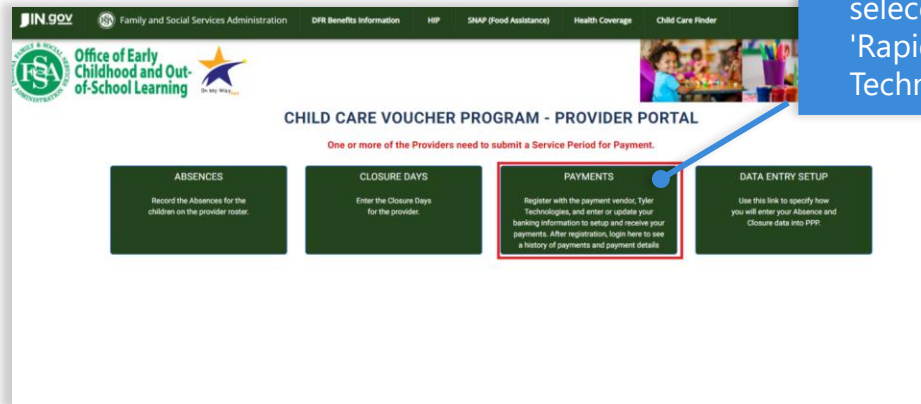 IN.gov Family and Social Services Administration DFR Benefits Information HIP SNAP (Food Assistance) Health Coverage Child Care Finder
Office of Early
Childhood and Out-
of-School Learning
On My Way
CHILD CARE VOUCHER PROGRAM - PROVIDER PORTAL
One or more of the Providers need to submit a Service Period for Payment.
ABSENCES
Record the Absences for the
children on the provider roster.
CLOSURE DAYS
Enter the Closure Days
for the provider.
PAYMENTS
Register with the payment vendor, Tyler
Technologies, and enter or update your
banking information to setup and receive your
payments. After registration, login here to see
a history of payments and payment details
DATA ENTRY SETUP
Use this link to specify how
you will enter your Absence and
Closure data into PPP.